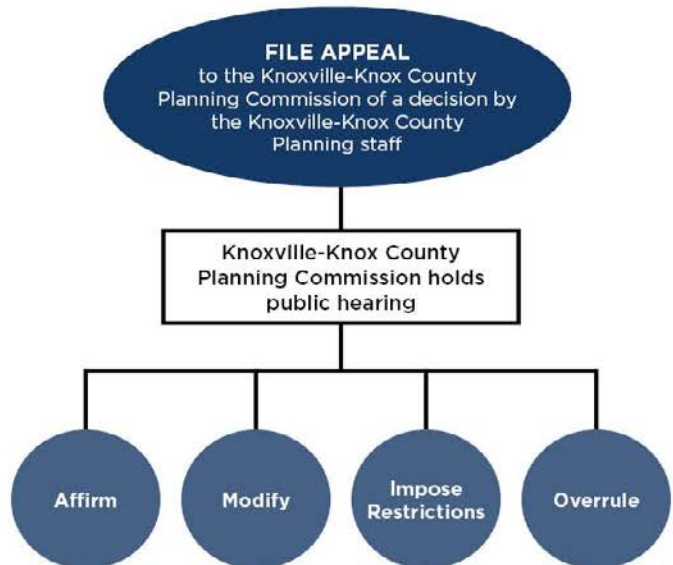 FILE APPEAL
to the Knoxville-Knox County
Planning Commission of a decision by
the Knoxville-Knox County
Planning staff
Knoxville-Knox County
Planning Commission holds
public hearing
Affirm
Modify
Impose
Restrictions
Overrule